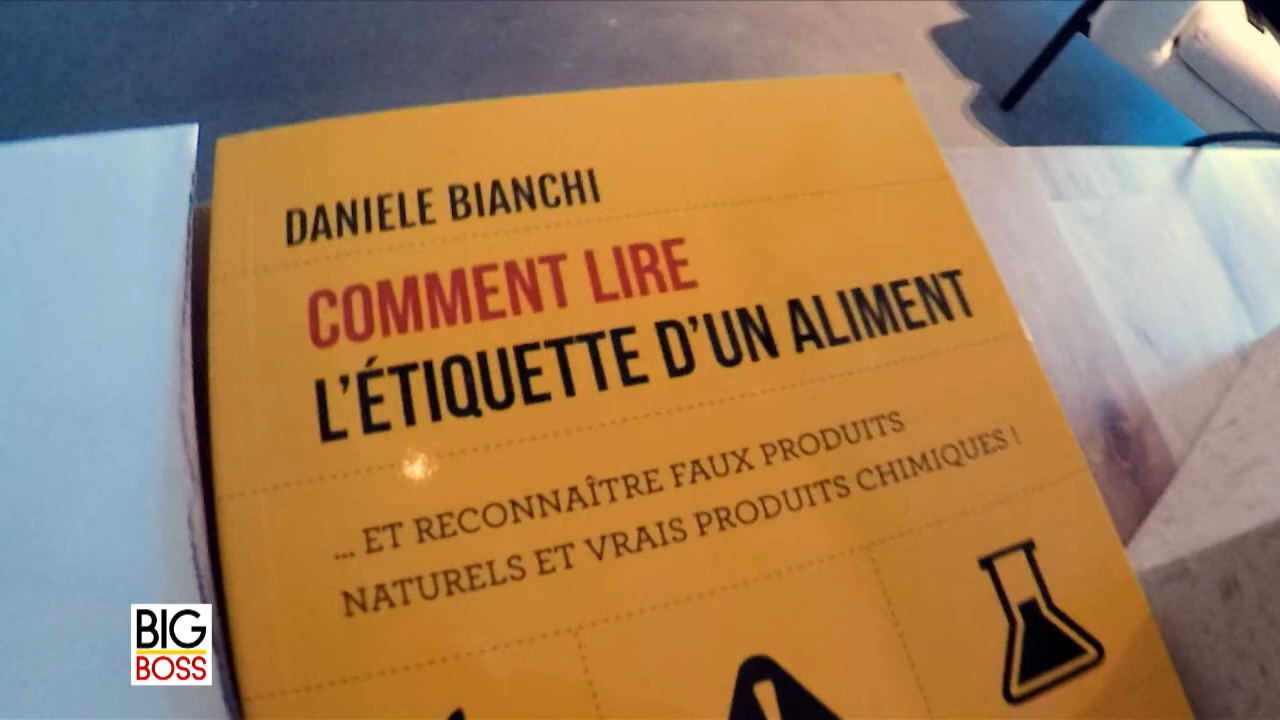 DANIELE BIANCHI
COMMENT LIRE
L'ÉTIQUETTE D'UN ALIMENT
... ET RECONNAÎTRE FAUX PRODUITS
NATURELS ET VRAIS PRODUITS CHIMIQUES !
BIG
BOSS